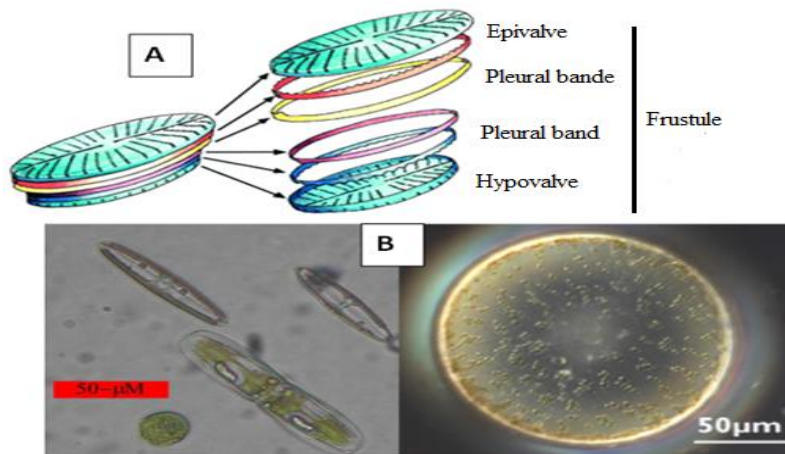 A
Epivalve
Pleural bande
Pleural band
Hypovalve
Frustule
B
50-µM
50µm